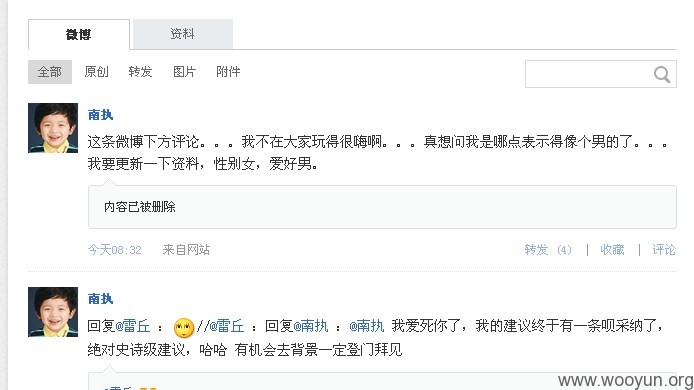 微博 资料
全部 原创 转发 图片 附件
南执
这条微博下方评论。。。我不在大家玩得很嗨啊。。。真想问我是哪点表示得像个男的了。。。
我要更新一下资料，性别女，爱好男。
内容已被删除
今天08:32 来自网站 转发 (4) | 收藏 | 评论
南执
回复@雷丘 ： //@雷丘 ：回复@南执 ：@南执 我爱死你了，我的建议终于有一条呗采纳了，
绝对史诗级建议，哈哈 有机会去背景一定登门拜见
@雷丘
www.wooyun.org